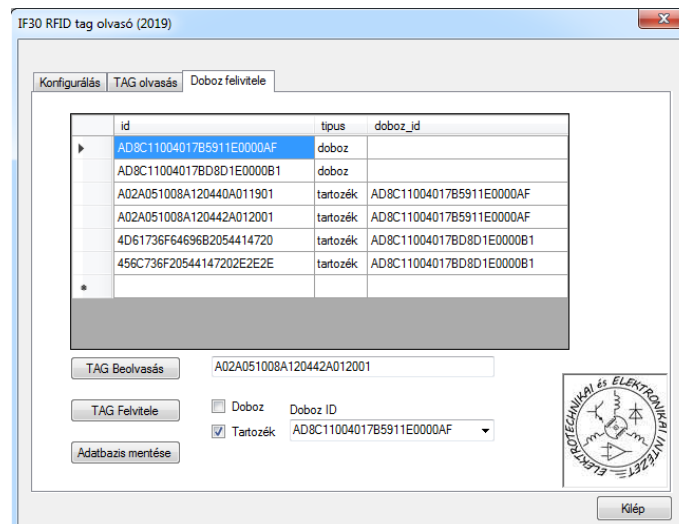 IF30 RFID tag olvasó (2019)
Konfigurálás TAG olvasás Doboz felvitele
id tipus doboz_id
AD8C11004017B5911E0000AF doboz
AD8C11004017BD8D1E0000B1 doboz
A02A051008A120440A011901 tartozék AD8C11004017B5911E0000AF
A02A051008A120442A012001 tartozék AD8C11004017B5911E0000AF
4D61736F64696B2054414720 tartozék AD8C11004017BD8D1E0000B1
456C736F20544147202E2E2E tartozék AD8C11004017BD8D1E0000B1
TAG Beolvasás A02A051008A120442A012001
TAG Felvitele Doboz Doboz ID
Tartozék AD8C11004017B5911E0000AF
Adatbazis mentése
ELEKTROTECHNIKAI és ELEKTRONIKAI INTÉZET
1947
Kilép